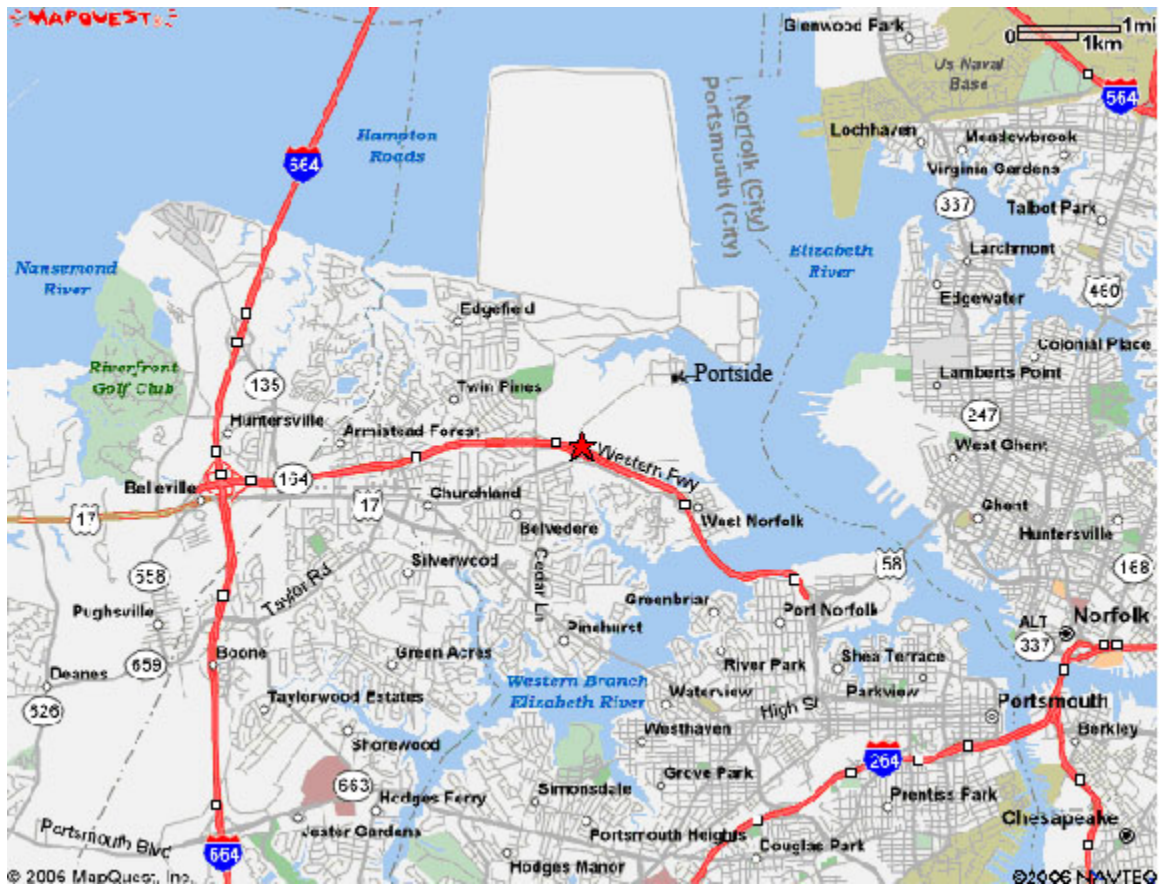 MAPQUEST
Glenwood Park
0
1mi
1km
Us Naval
Base
564
Hampton
Roads
664
Norfolk (City)
Portsmouth (City)
Lochhaven
Meadowbrook
Virginia Gardens
337
Talbot Park
Nansemond
River
Elizabeth
River
Larchmont
460
Edgewater
Edgefield
Colonial Place
Riverfront
Golf Club
135
Twin Pines
Portside
Lamberts Point
247
Huntersville
Armistead Forest
Western Fwy
West Ghent
164
Belleville
17
17
Churchland
Belvedere
West Norfolk
Ghent
Huntersville
Silverwood
Cedar Ln
58
168
Taylor Rd
Pughsville
Greenbriar
Port Norfolk
ALT
337
Norfolk
Pinehurst
659
Boone
Green Acres
River Park
Shea Terrace
Deanes
Western Branch
Elizabeth River
Waterview
Parkview
Taylorwood Estates
High St
Portsmouth
626
Westhaven
Berkley
Shorewood
264
663
Grove Park
Hodges Ferry
Simonsdale
Prentiss Park
Portsmouth Blvd
Jester Gardens
Portsmouth Heights
Chesapeake
664
Hodges Manor
Douglas Park
© 2006 MapQuest, Inc.
©2006 NAVTEQ